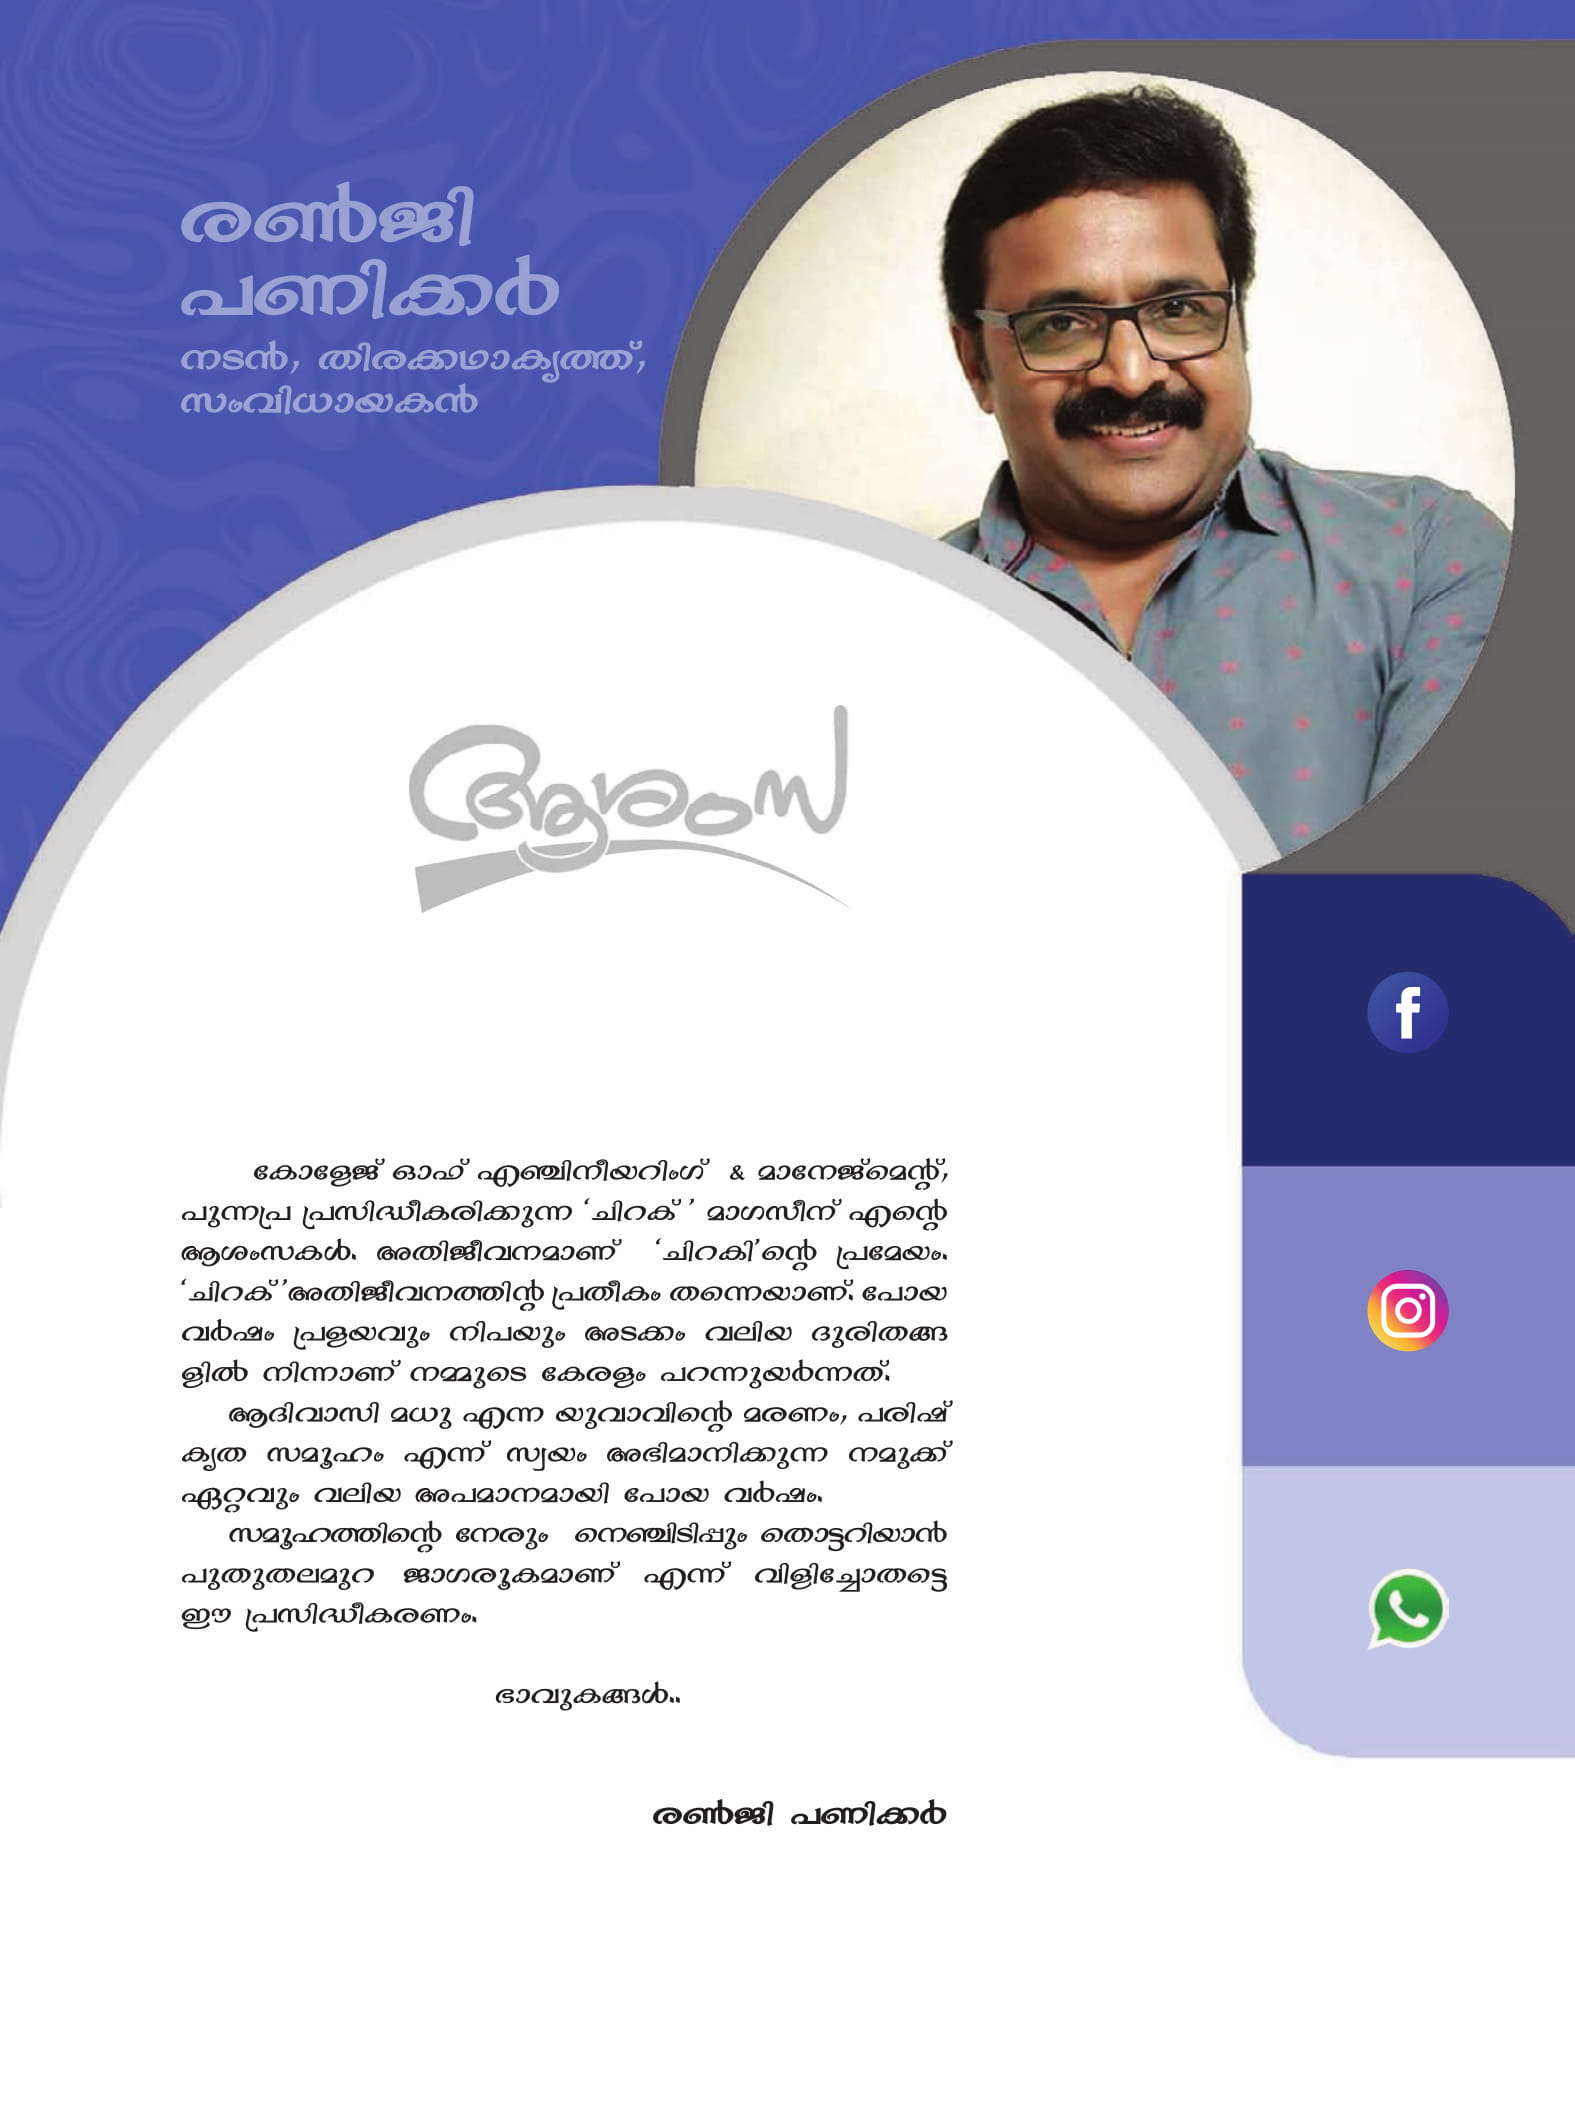 രൺജി
പണിക്കർ
നടൻ, തിരക്കഥാകൃത്ത്,
സംവിധായകൻ
ആശംസ
കോളേജ് ഓഫ് എഞ്ചിനീയറിംഗ് & മാനേജ്മെന്റ്,
പുന്നപ്ര പ്രസിദ്ധീകരിക്കുന്ന ‘ചിറക് ’ മാഗസീന് എന്റെ
ആശംസകൾ. അതിജീവനമാണ് ‘ചിറകി’ന്റെ പ്രമേയം.
‘ചിറക്’അതിജീവനത്തിന്റ പ്രതീകം തന്നെയാണ്. പോയ
വർഷം പ്രളയവും നിപയും അടക്കം വലിയ ദുരിതങ്ങ
ളിൽ നിന്നാണ് നമ്മുടെ കേരളം പറന്നുയർന്നത്.
ആദിവാസി മധു എന്ന യുവാവിന്റെ മരണം, പരിഷ്
കൃത സമൂഹം എന്ന് സ്വയം അഭിമാനിക്കുന്ന നമുക്ക്
ഏറ്റവും വലിയ അപമാനമായി പോയ വർഷം.
സമൂഹത്തിന്റെ നേരും നെഞ്ചിടിപ്പും തൊട്ടറിയാൻ
പുതുതലമുറ ജാഗരൂകമാണ് എന്ന് വിളിച്ചോതട്ടെ
ഈ പ്രസിദ്ധീകരണം.
ഭാവുകങ്ങൾ..
രൺജി പണിക്കർ